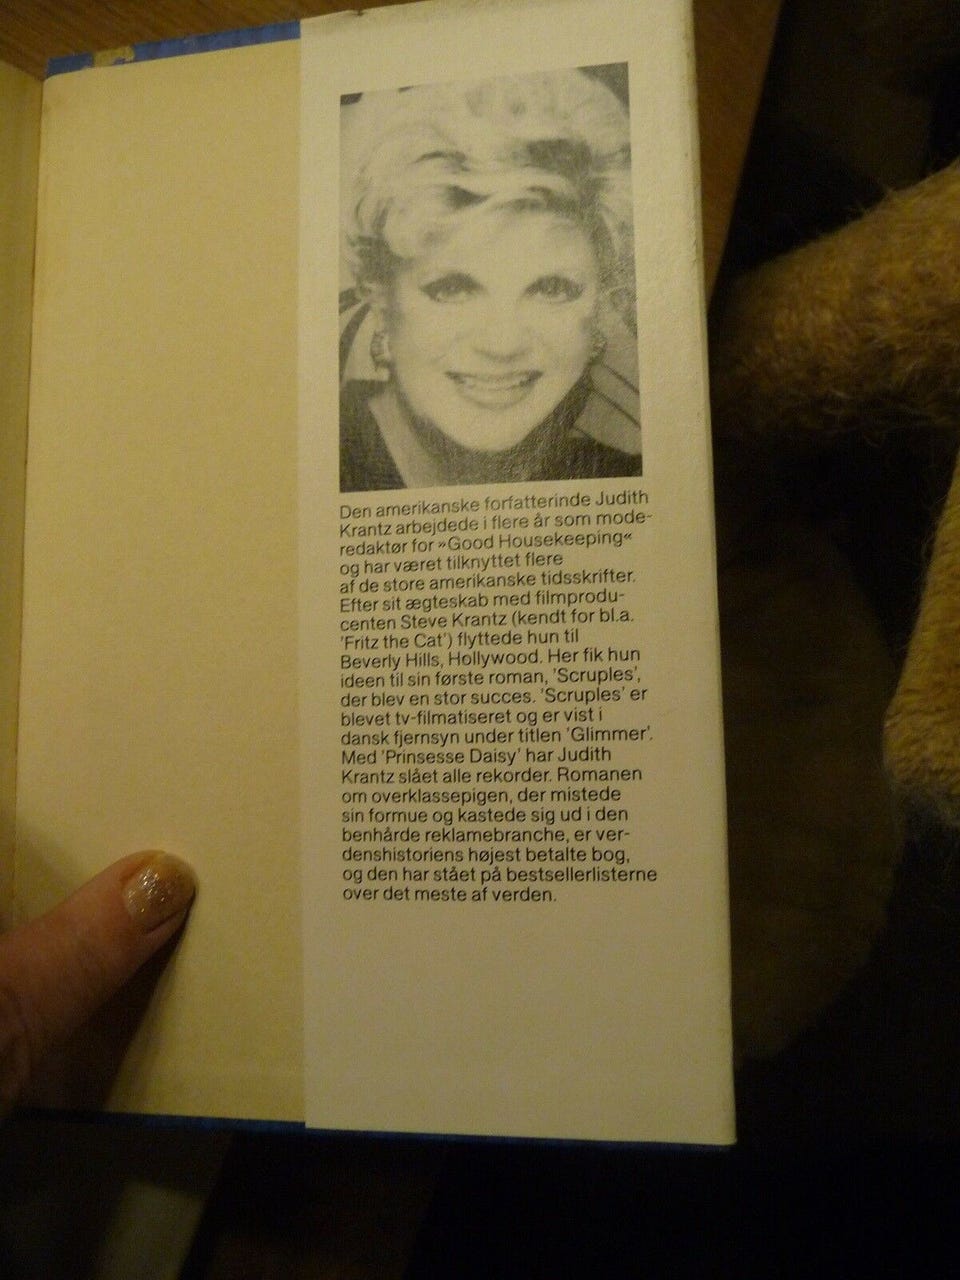 Den amerikanske forfatterinde Judith
Krantz arbejdede i flere år som mode-
redaktør for »Good Housekeeping«
og har været tilknyttet flere
af de store amerikanske tidsskrifter.
Efter sit ægteskab med filmprodu-
centen Steve Krantz (kendt for bl.a.
'Fritz the Cat') flyttede hun til
Beverly Hills, Hollywood. Her fik hun
ideen til sin første roman, 'Scruples',
der blev en stor succes. 'Scruples' er
blevet tv-filmatiseret og er vist i
dansk fjernsyn under titlen 'Glimmer'.
Med 'Prinsesse Daisy' har Judith
Krantz slået alle rekorder. Romanen
om overklassepigen, der mistede
sin formue og kastede sig ud i den
benhårde reklamebranche, er ver-
denshistoriens højest betalte bog,
og den har stået på bestsellerlisterne
over det meste af verden.